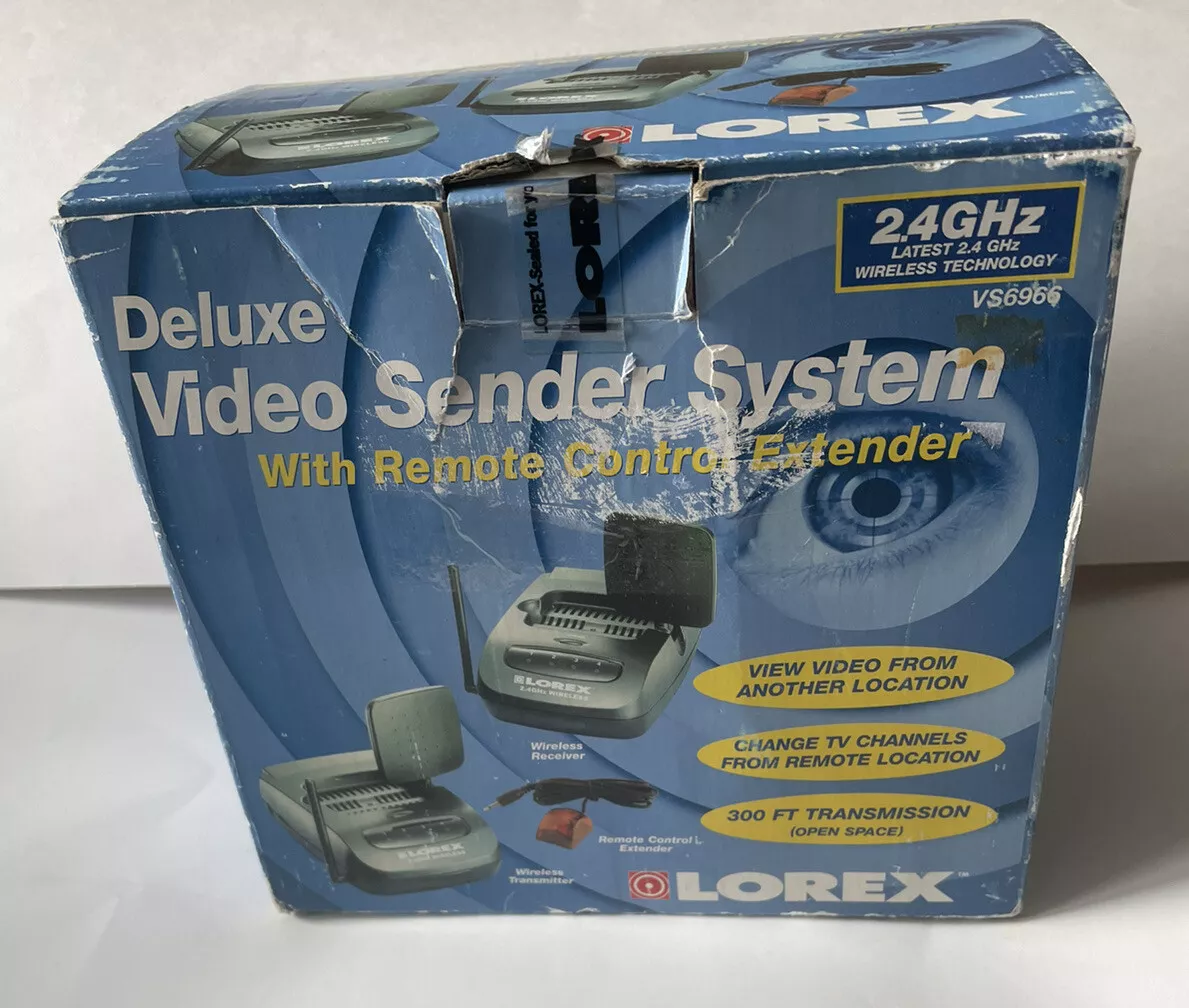 LOREX
LOREX
LOREX-Sealed for yo
LOR
2.4GHz
LATEST 2.4 GHz
WIRELESS TECHNOLOGY
VS6966
Deluxe
Video Sender System
With Remote Control Extender
LOREX
2.4GHz WIRELESS
Wireless
Receiver
VIEW VIDEO FROM
ANOTHER LOCATION
CHANGE TV CHANNELS
FROM REMOTE LOCATION
300 FT TRANSMISSION
(OPEN SPACE)
Remote Control
Extender
LOREX
Wireless
Transmitter
LOREX